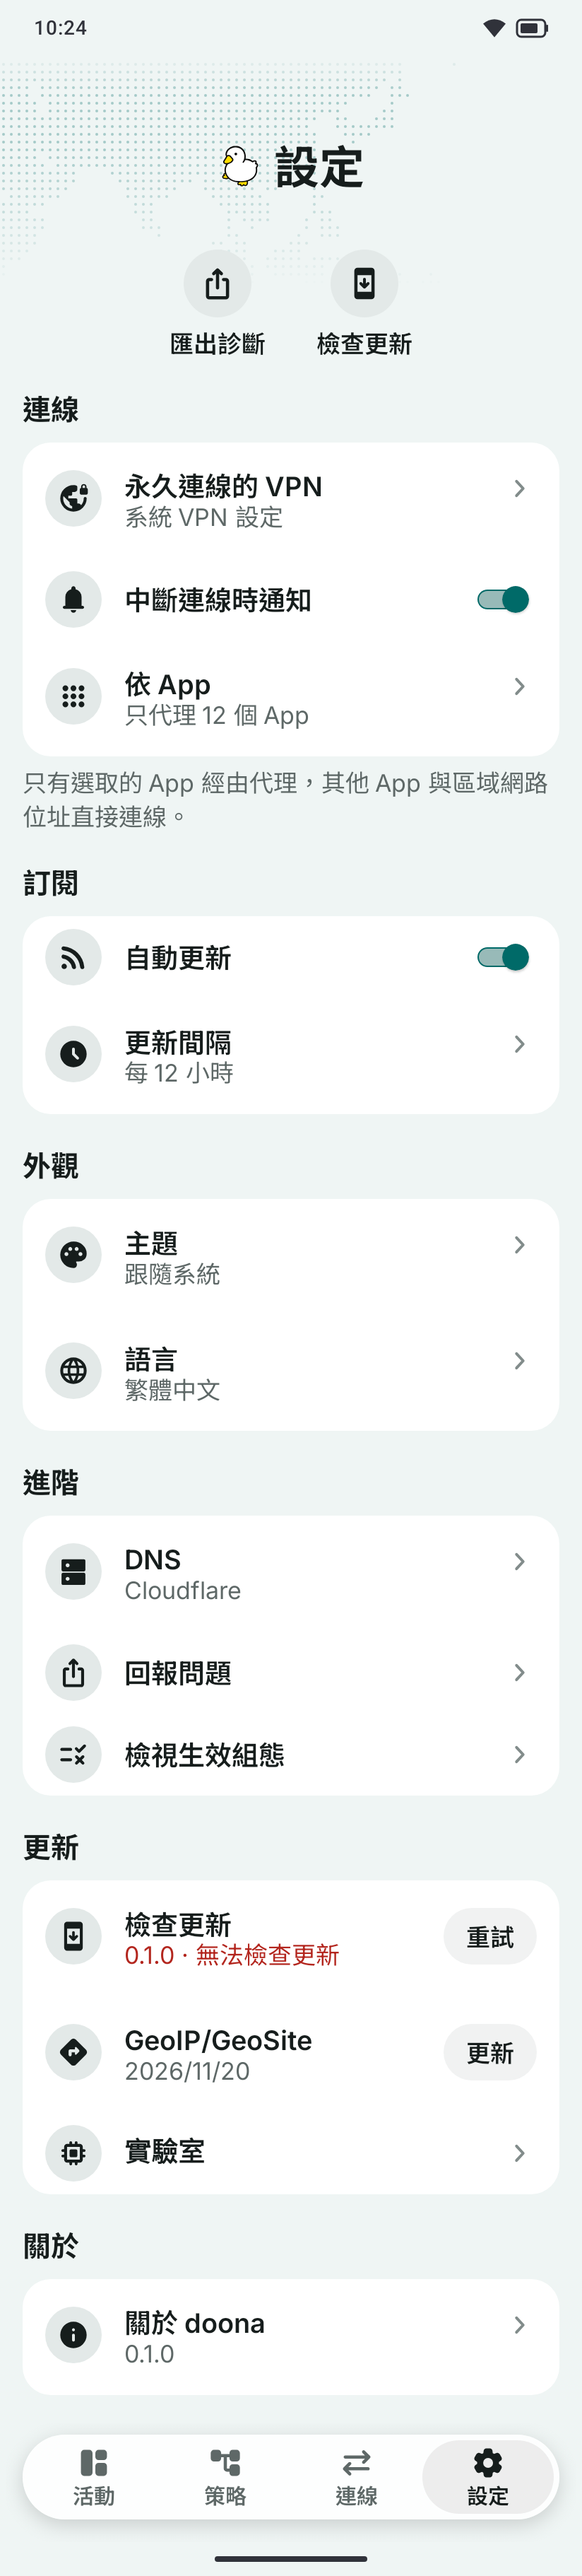 10:24
設定
匯出診斷
檢查更新
連線
永久連線的 VPN
系統 VPN 設定
中斷連線時通知
依 App
只代理 12 個 App
只有選取的 App 經由代理，其他 App 與區域網路
位址直接連線。
訂閱
自動更新
更新間隔
每 12 小時
外觀
主題
跟隨系統
語言
繁體中文
進階
DNS
Cloudflare
回報問題
檢視生效組態
更新
檢查更新
0.1.0 · 無法檢查更新
重試
GeoIP/GeoSite
2026/11/20
更新
實驗室
關於
關於 doona
0.1.0
活動
策略
連線
設定